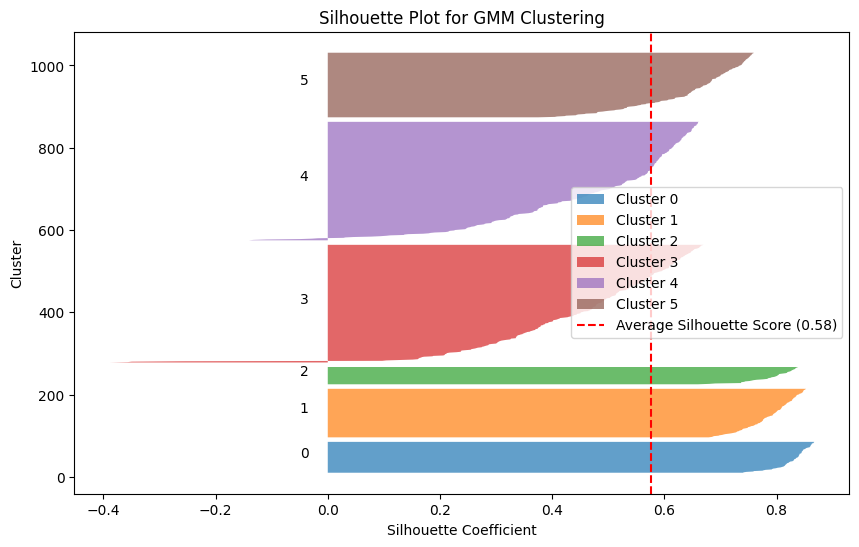 Silhouette Plot for GMM Clustering
1000
800
600
400
200
0
Cluster
5
4
3
2
1
0
Cluster 0
Cluster 1
Cluster 2
Cluster 3
Cluster 4
Cluster 5
Average Silhouette Score (0.58)
−0.4 −0.2 0.0 0.2 0.4 0.6 0.8
Silhouette Coefficient